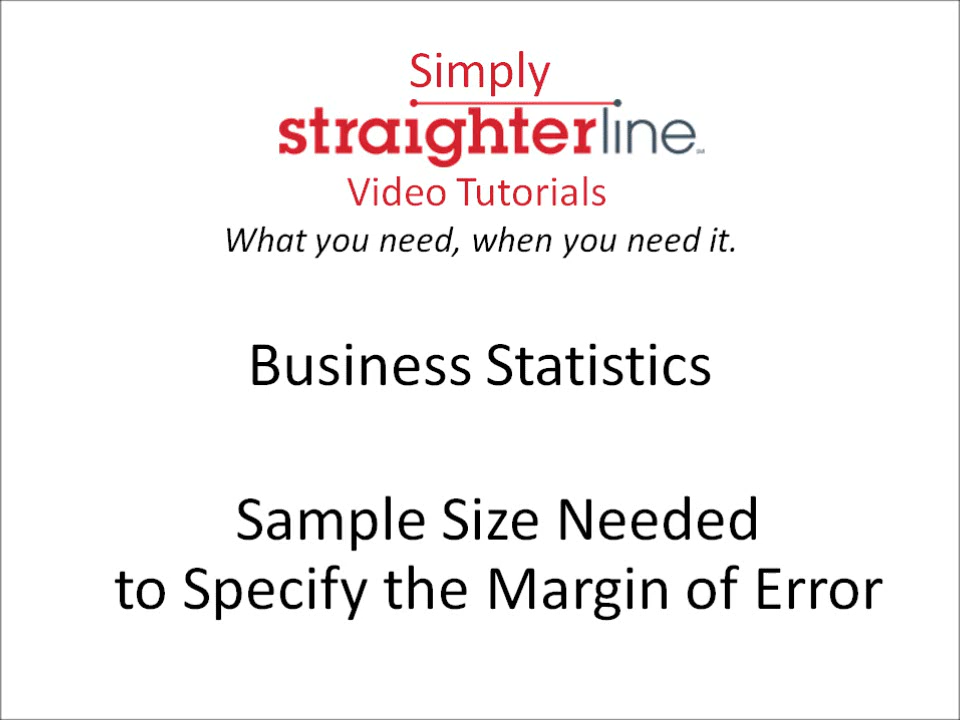 Simply
straighterline
Video Tutorials
What you need, when you need it.
Business Statistics
Sample Size Needed
to Specify the Margin of Error